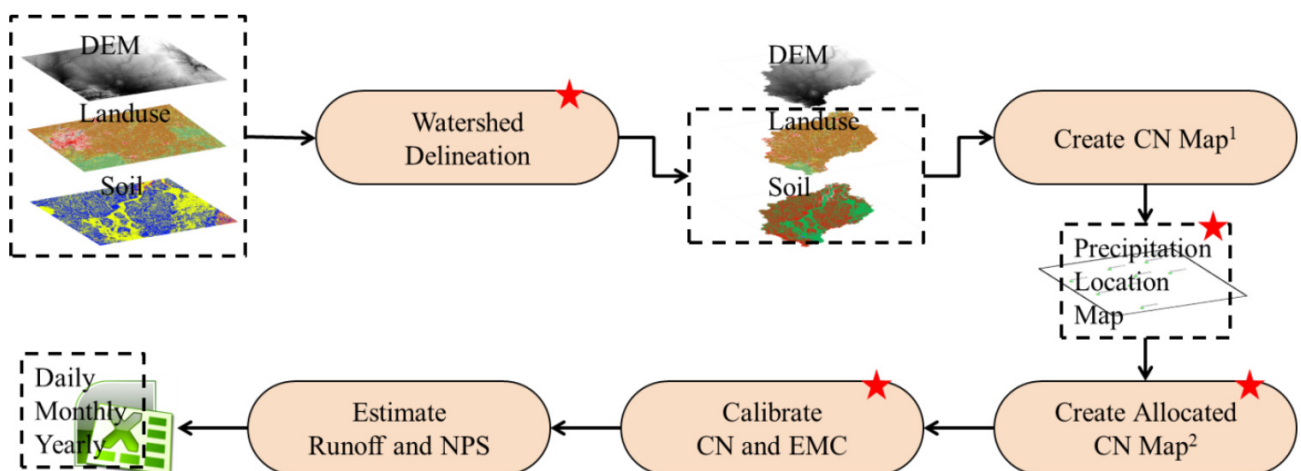 DEM
Landuse
Soil
Watershed
Delineation
DEM
Landuse
Soil
Create CN Map¹
Precipitation
Location
Map
Create Allocated
CN Map²
Calibrate
CN and EMC
Estimate
Runoff and NPS
Daily
Monthly
Yearly